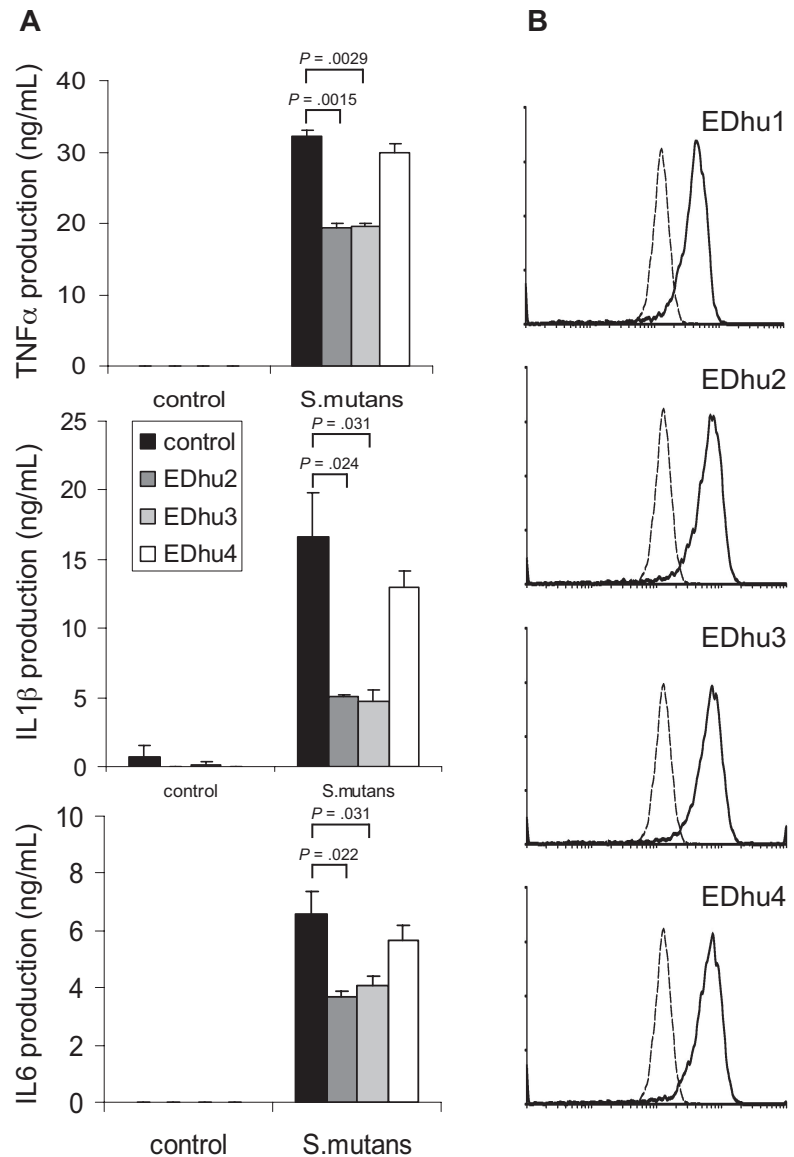 A
TNFα production (ng/mL)
40
30
20
10
0
P = .0029
P = .0015
control
S.mutans
IL1β production (ng/mL)
25
20
15
10
5
0
control
EDhu2
EDhu3
EDhu4
P = .031
P = .024
control
S.mutans
IL6 production (ng/mL)
10
8
6
4
2
0
P = .031
P = .022
control
S.mutans
B
EDhu1
EDhu2
EDhu3
EDhu4